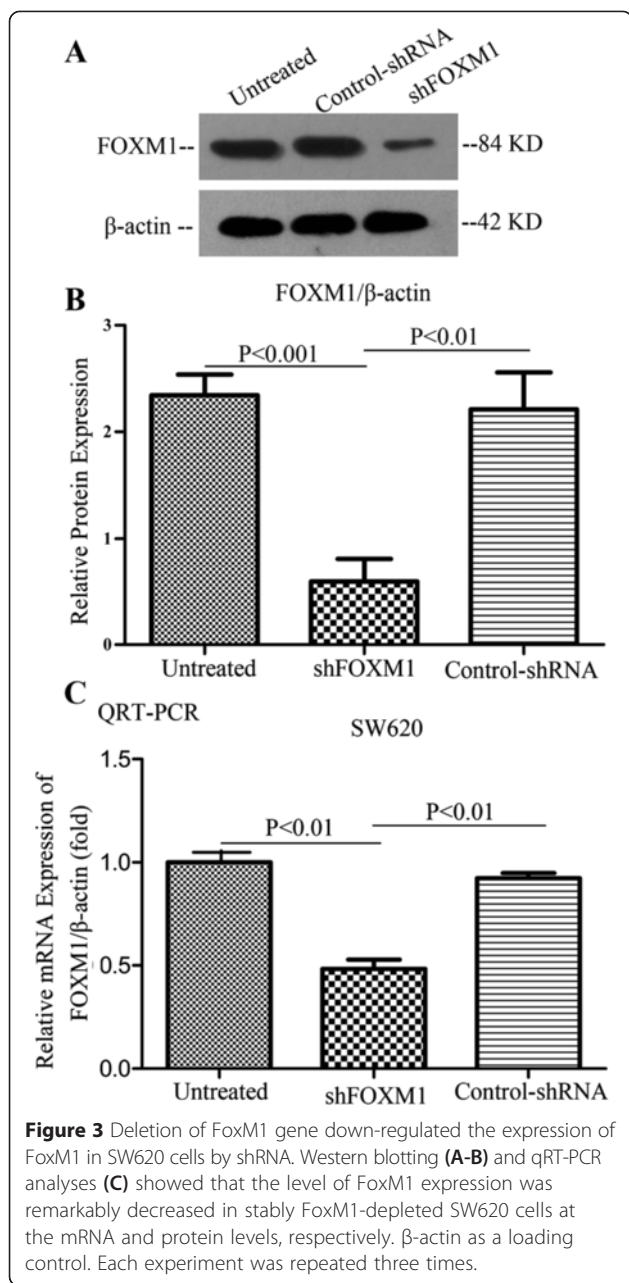 A
Untreated Control-shRNA shFOXM1
FOXM1-- --84 KD
β-actin -- --42 KD
B
FOXM1/β-actin
Relative Protein Expression
3
2
1
0
P<0.001 P<0.01
Untreated shFOXM1 Control-shRNA
C
QRT-PCR
SW620
Relative mRNA Expression of
FOXM1/β-actin (fold)
1.5
1.0
0.5
0.0
P<0.01 P<0.01
Untreated shFOXM1 Control-shRNA
Figure 3 Deletion of FoxM1 gene down-regulated the expression of
FoxM1 in SW620 cells by shRNA. Western blotting (A-B) and qRT-PCR
analyses (C) showed that the level of FoxM1 expression was
remarkably decreased in stably FoxM1-depleted SW620 cells at
the mRNA and protein levels, respectively. β-actin as a loading
control. Each experiment was repeated three times.